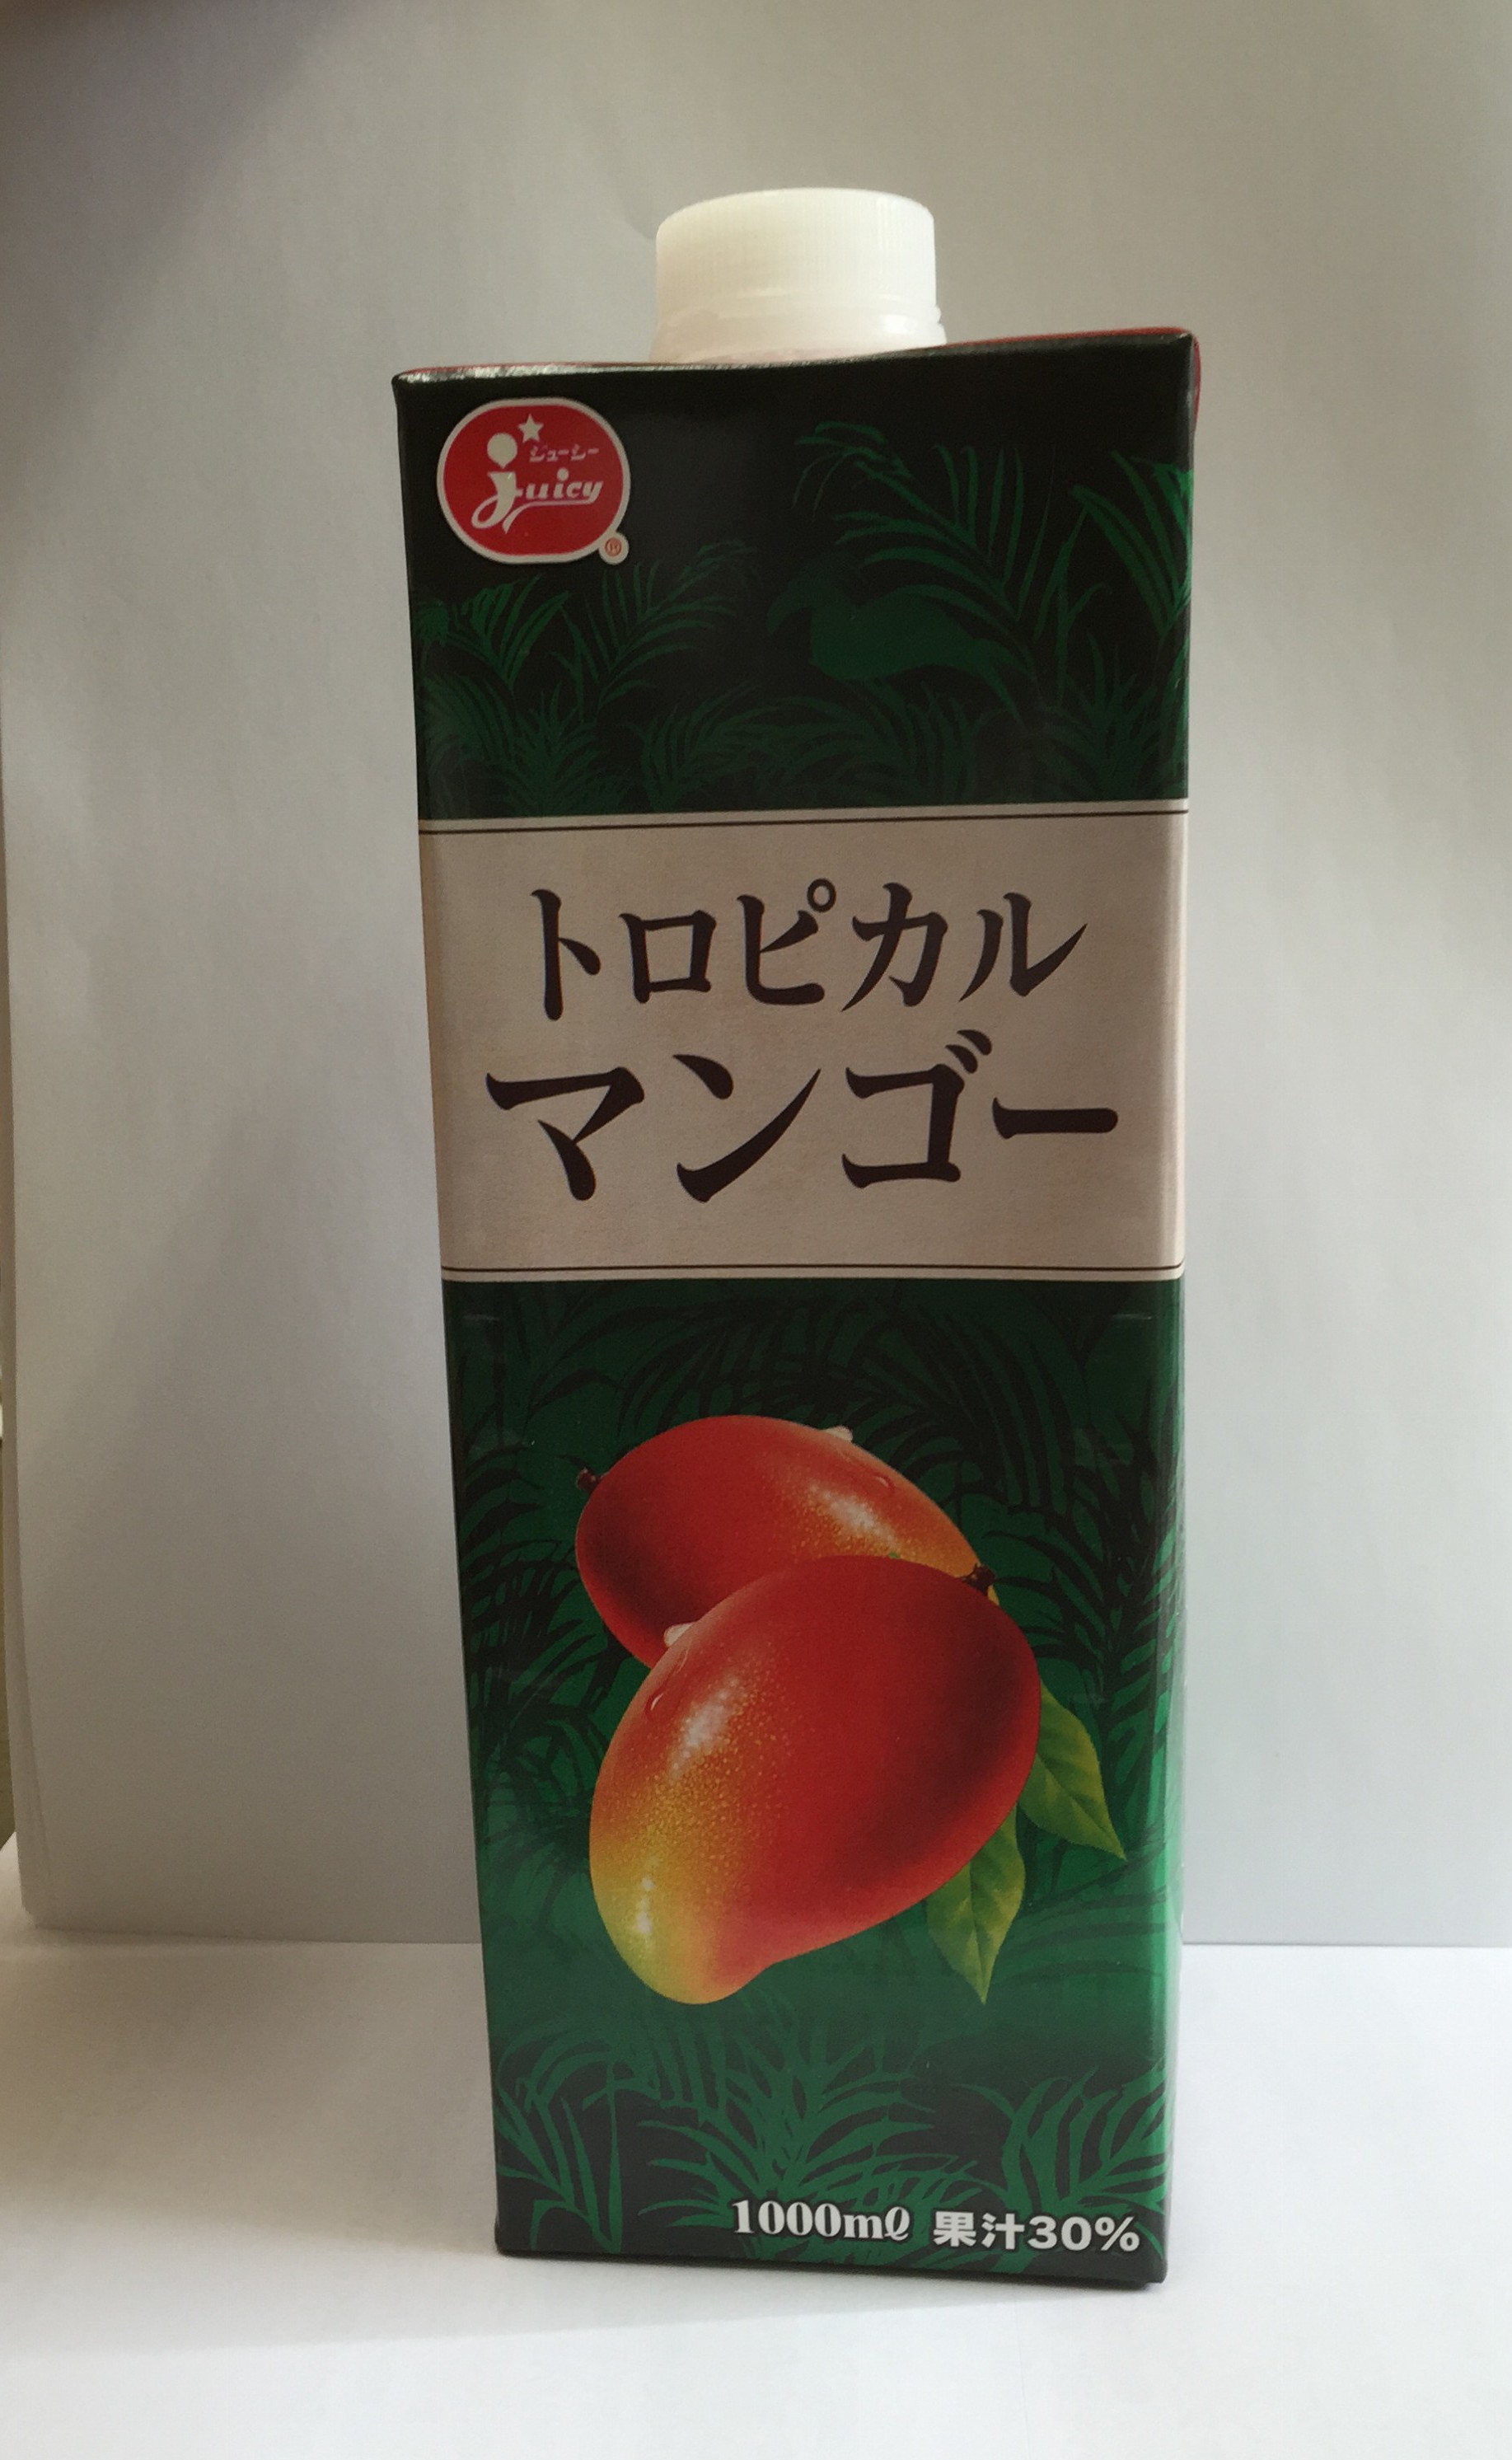 ジューシー
juicy
®
トロピカル
マンゴー
1000mℓ 果汁30%